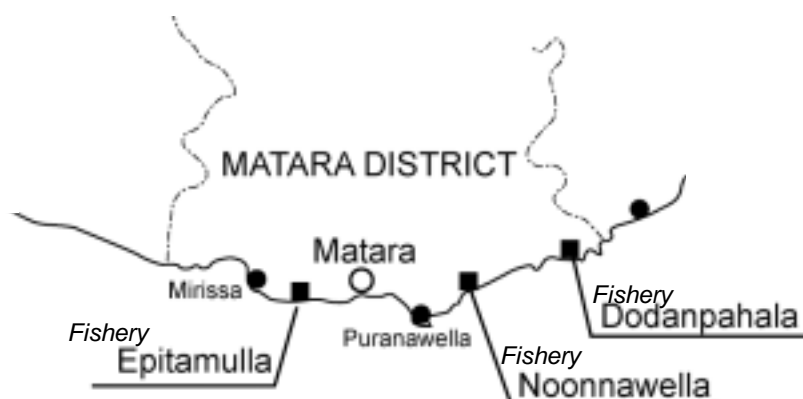 MATARA DISTRICT
Matara
Mirissa
Fishery
Dodanpahala
Puranawella
Fishery
Epitamulla
Fishery
Noonnawella